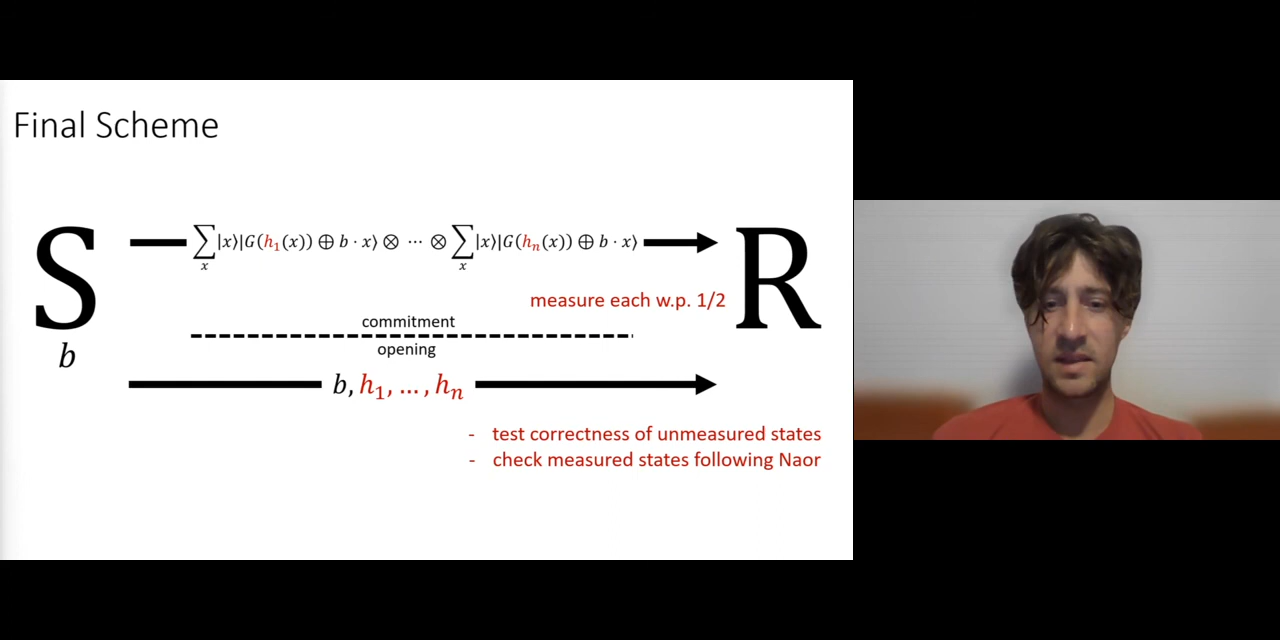 Final Scheme
S
b
∑|x⟩|G(h₁(x)) ⊕ b · x⟩ ⊗ ··· ⊗ ∑|x⟩|G(hₙ(x)) ⊕ b · x⟩
x x
R
measure each w.p. 1/2
commitment
opening
b, h₁, … , hₙ
- test correctness of unmeasured states
- check measured states following Naor